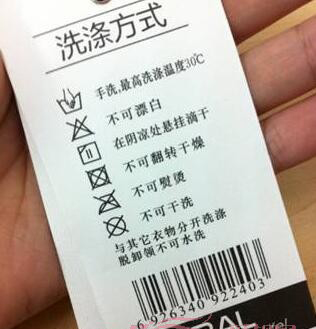 洗涤方式
手洗,最高洗涤温度30℃
不可漂白
在阴凉处悬挂滴干
不可翻转干燥
不可熨烫
不可干洗
与其它衣物分开洗涤
脱卸领不可水洗
6 926340 922403